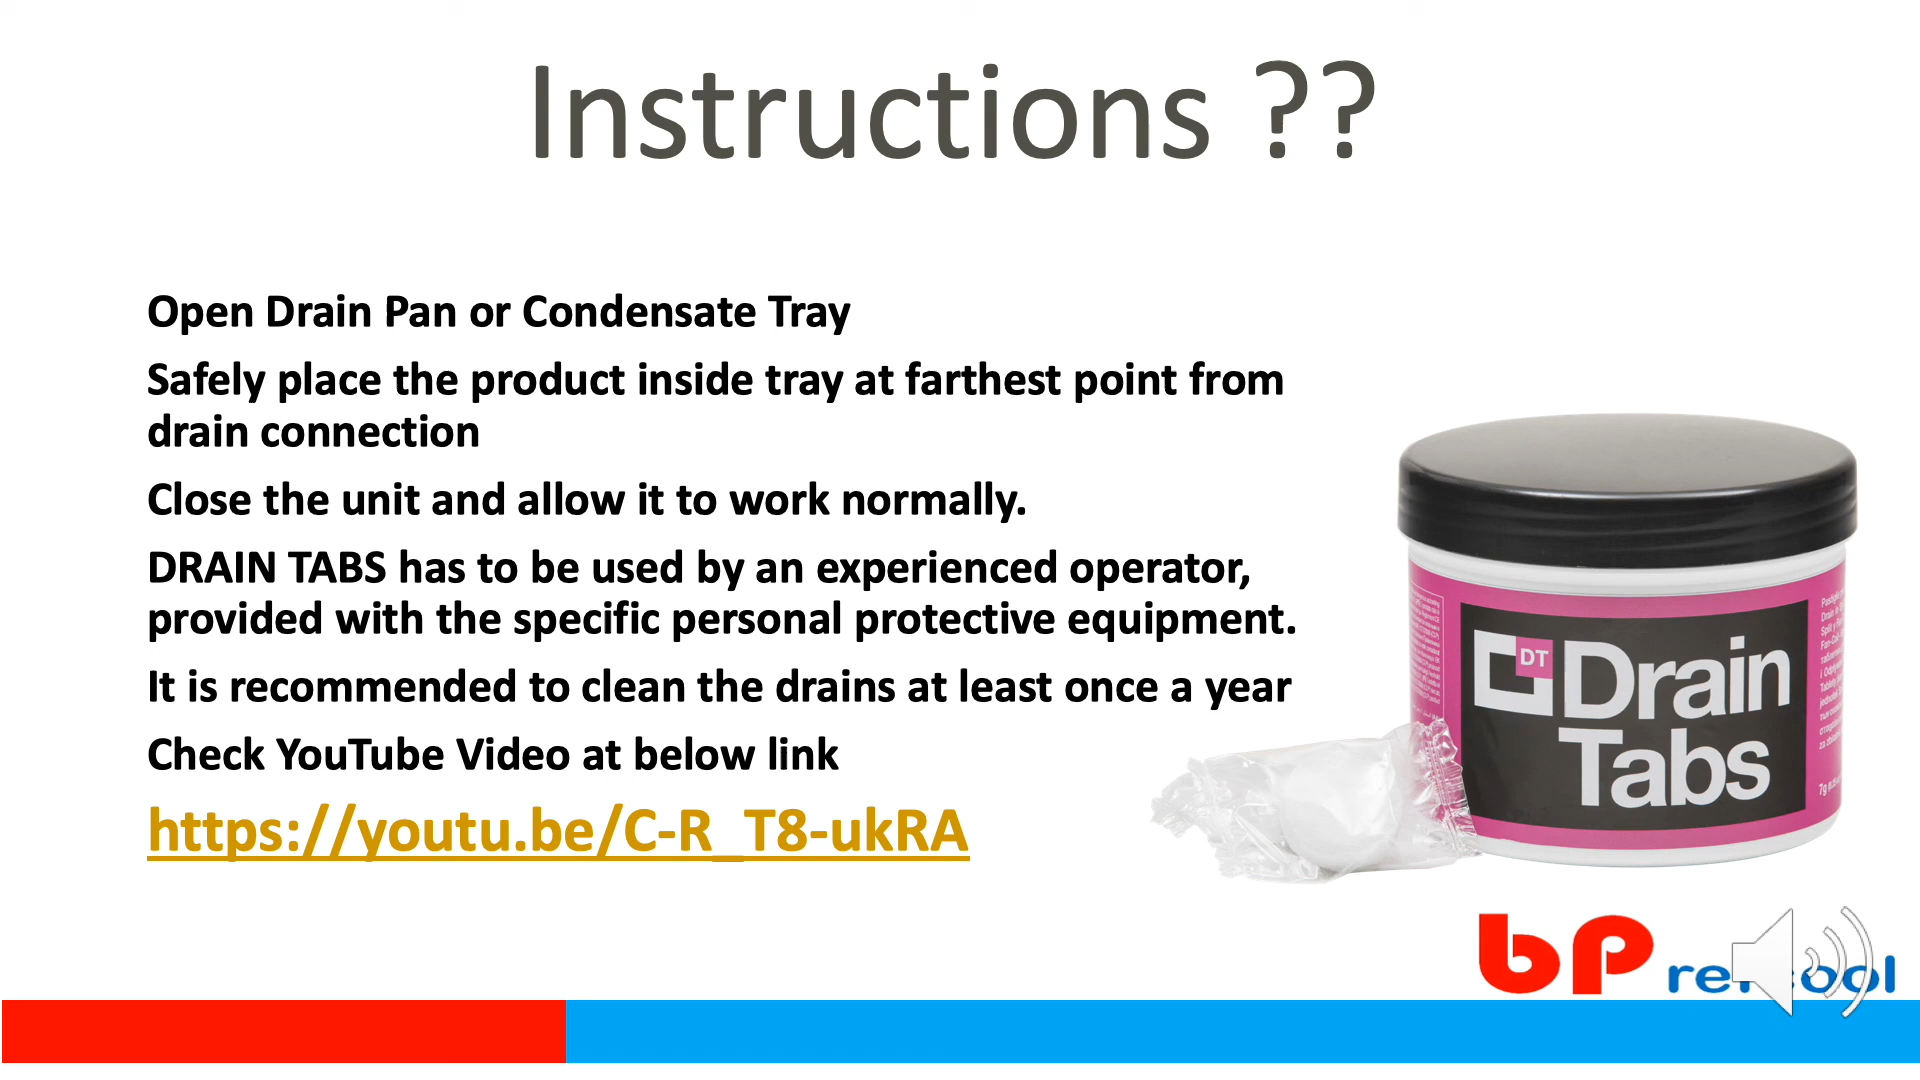 Instructions ??
Open Drain Pan or Condensate Tray
Safely place the product inside tray at farthest point from
drain connection
Close the unit and allow it to work normally.
DRAIN TABS has to be used by an experienced operator,
provided with the specific personal protective equipment.
It is recommended to clean the drains at least once a year
Check YouTube Video at below link
https://youtu.be/C-R_T8-ukRA
DT
Drain
Tabs
bP